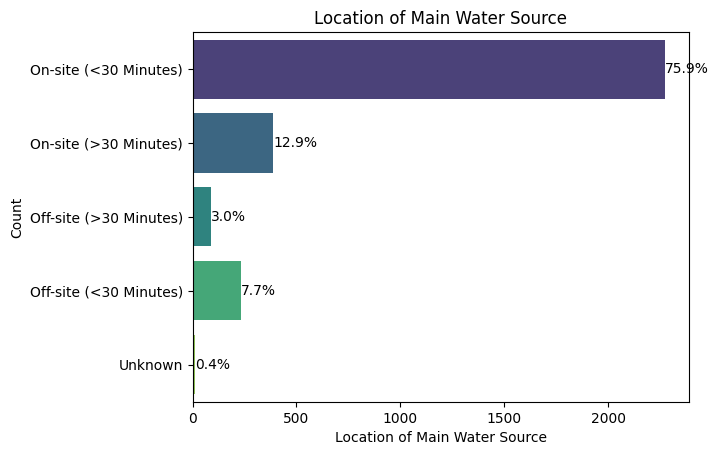 Location of Main Water Source
On-site (<30 Minutes) 75.9%
On-site (>30 Minutes) 12.9%
Off-site (>30 Minutes) 3.0%
Off-site (<30 Minutes) 7.7%
Unknown 0.4%
Count
0 500 1000 1500 2000
Location of Main Water Source